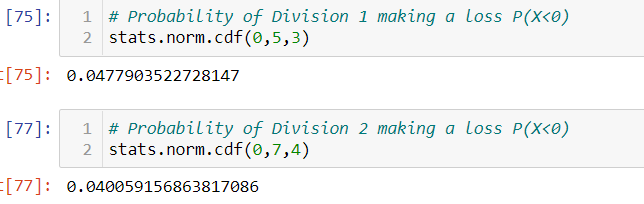 [75]: 1 # Probability of Division 1 making a loss P(X<0)
2 stats.norm.cdf(0,5,3)
t[75]: 0.0477903522728147
[77]: 1 # Probability of Division 2 making a loss P(X<0)
2 stats.norm.cdf(0,7,4)
t[77]: 0.040059156863817086